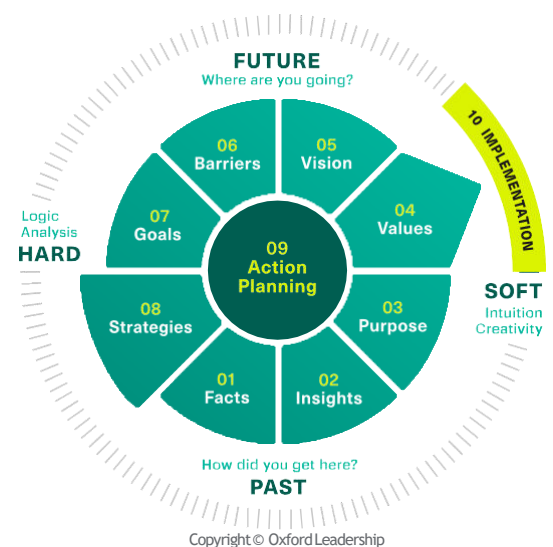 FUTURE
Where are you going?
10 IMPLEMENTATION
06
Barriers
05
Vision
07
Goals
04
Values
Logic
Analysis
HARD
09
Action
Planning
SOFT
Intuition
Creativity
08
Strategies
03
Purpose
01
Facts
02
Insights
How did you get here?
PAST
Copyright © Oxford Leadership